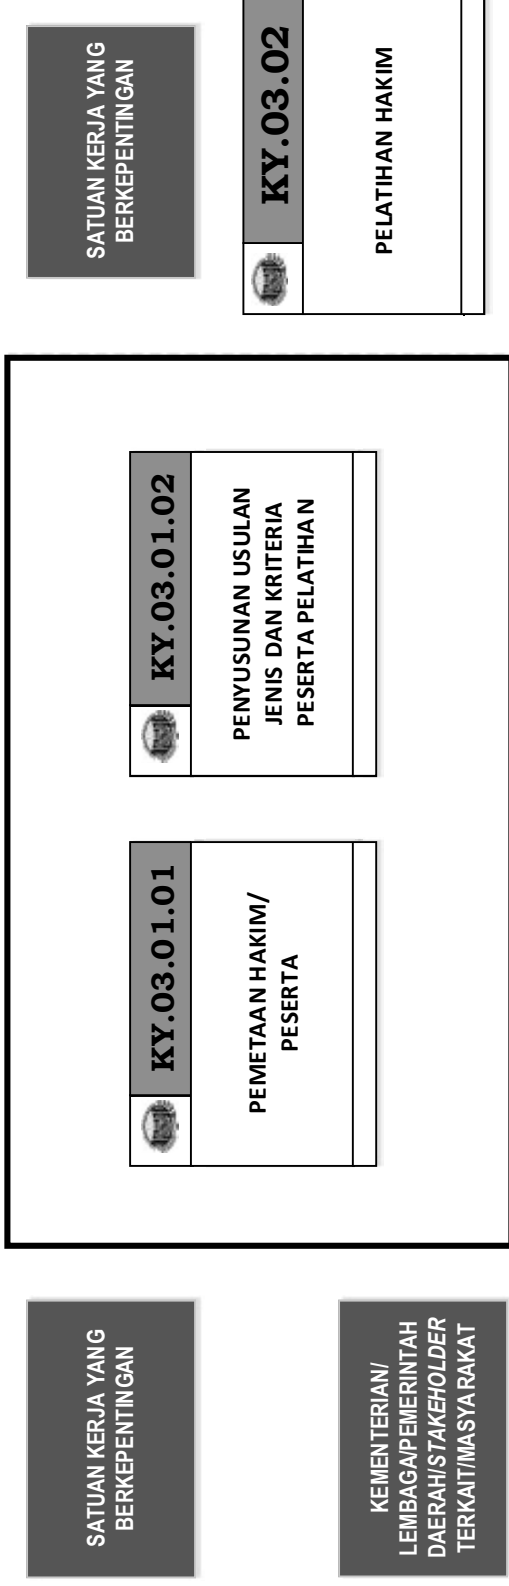 SATUAN KERJA YANG
BERKEPENTINGAN
KEMENTERIAN/
LEMBAGA/PEMERINTAH
DAERAH/STAKEHOLDER
TERKAIT/MASYARAKAT
KY.03.01.01
PEMETAAN HAKIM/
PESERTA
KY.03.01.02
PENYUSUNAN USULAN
JENIS DAN KRITERIA
PESERTA PELATIHAN
SATUAN KERJA YANG
BERKEPENTINGAN
KY.03.02
PELATIHAN HAKIM